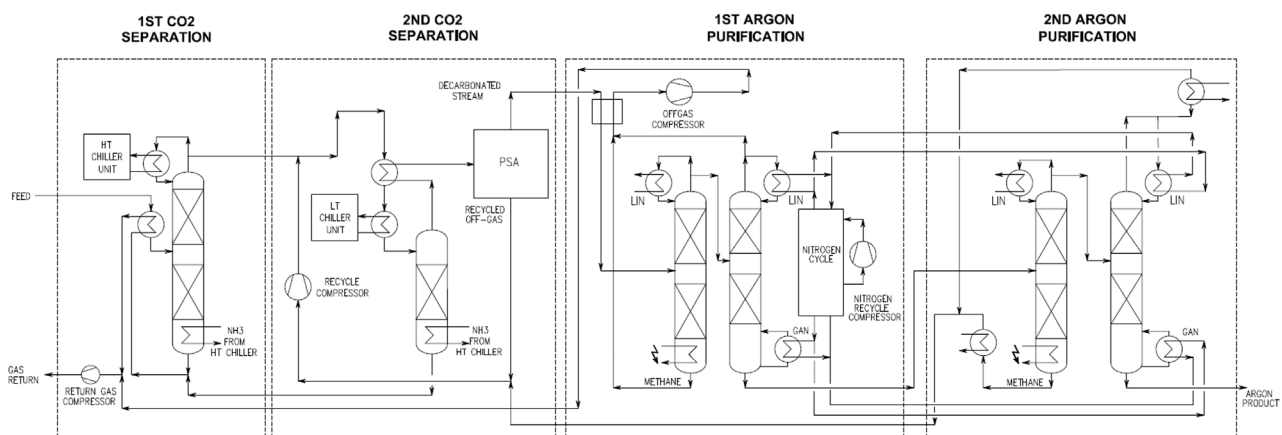 1ST CO2
SEPARATION
2ND CO2
SEPARATION
1ST ARGON
PURIFICATION
2ND ARGON
PURIFICATION
HT
CHILLER
UNIT
FEED
NH3
FROM
HT CHILLER
GAS
RETURN
RETURN GAS
COMPRESSOR
DECARBONATED
STREAM
PSA
LT
CHILLER
UNIT
RECYCLED
OFF-GAS
RECYCLE
COMPRESSOR
NH3
FROM
HT CHILLER
OFFGAS
COMPRESSOR
LIN
LIN
NITROGEN
CYCLE
NITROGEN
RECYCLE
COMPRESSOR
GAN
METHANE
LIN
LIN
GAN
METHANE
ARGON
PRODUCT